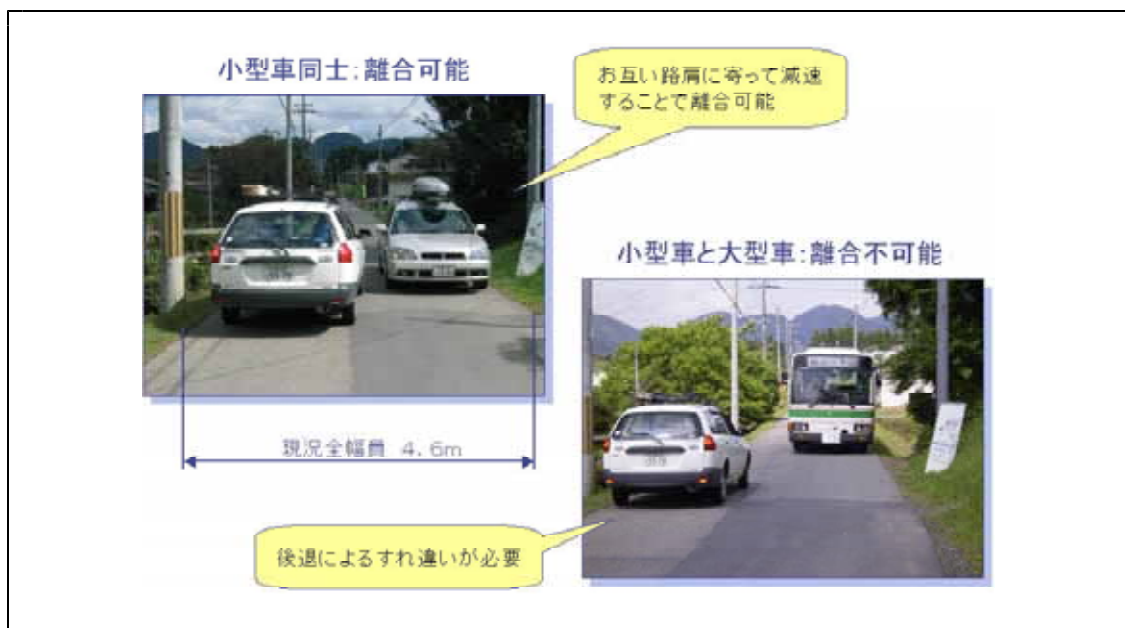 小型車同士:離合可能
お互い路肩に寄って減速
することで離合可能
現況全幅員 4.6m
小型車と大型車:離合不可能
後退によるすれ違いが必要